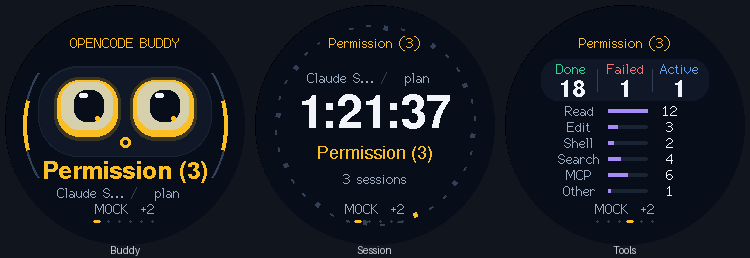 OPENCODE BUDDY
Permission (3)
Claude S... / plan
MOCK +2
Buddy
Permission (3)
Claude S... / plan
1:21:37
Permission (3)
3 sessions
MOCK +2
Session
Permission (3)
Done Failed Active
18 1 1
Read 12
Edit 3
Shell 2
Search 4
MCP 6
Other 1
MOCK +2
Tools